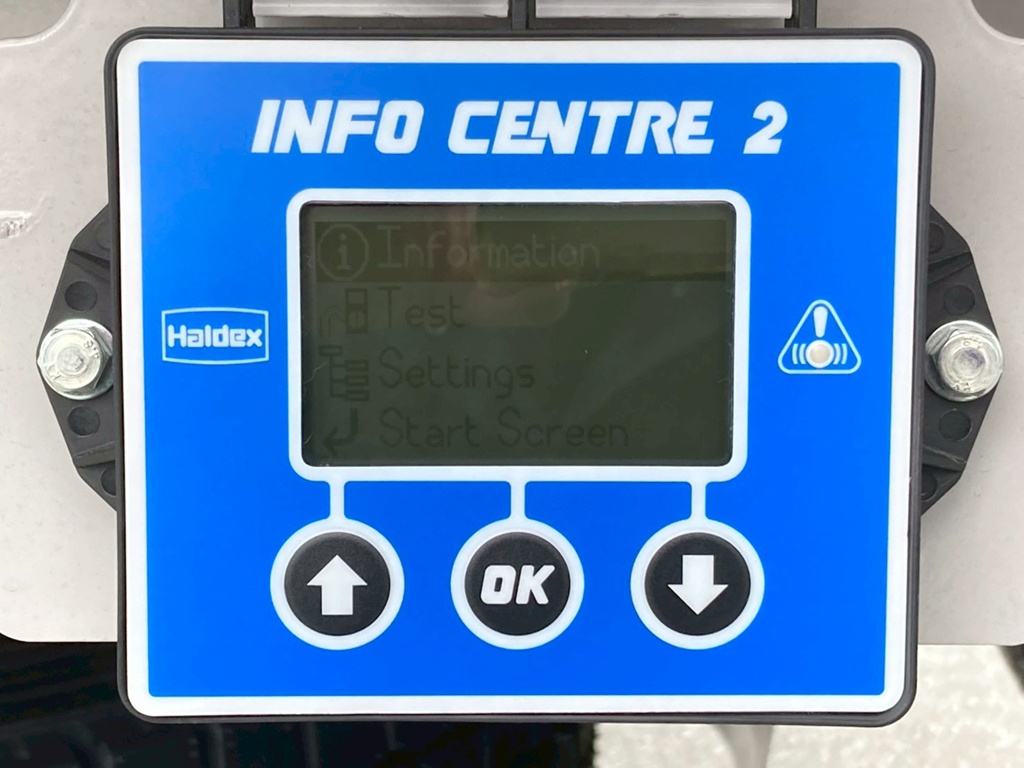 INFO CENTRE 2
Information
Test
Haldex
Settings
Start Screen
OK